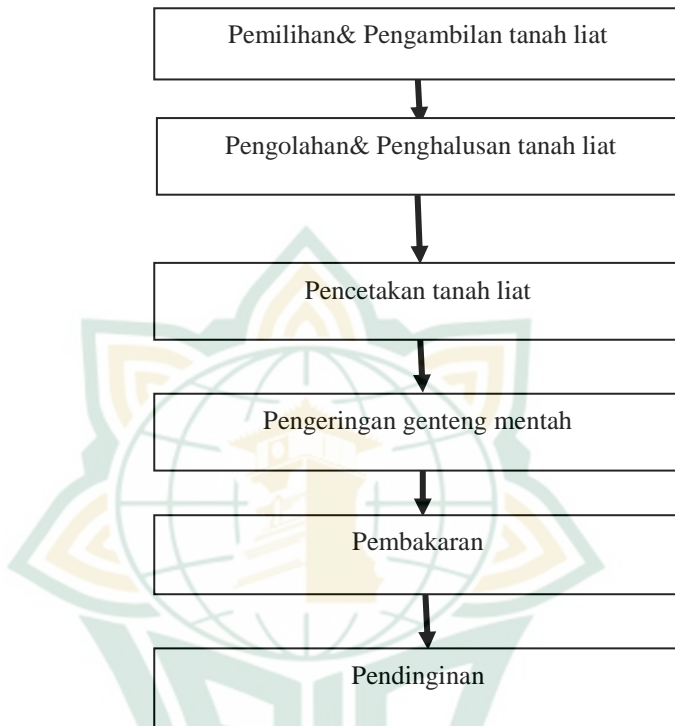 Pemilihan& Pengambilan tanah liat
Pengolahan& Penghalusan tanah liat
Pencetakan tanah liat
Pengeringan genteng mentah
Pembakaran
Pendinginan